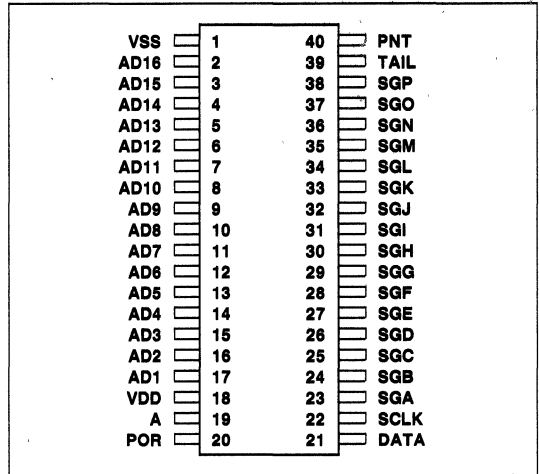 VSS 1 40 PNT
AD16 2 39 TAIL
AD15 3 38 SGP
AD14 4 37 SGO
AD13 5 36 SGN
AD12 6 35 SGM
AD11 7 34 SGL
AD10 8 33 SGK
AD9 9 32 SGJ
AD8 10 31 SGI
AD7 11 30 SGH
AD6 12 29 SGG
AD5 13 28 SGF
AD4 14 27 SGE
AD3 15 26 SGD
AD2 16 25 SGC
AD1 17 24 SGB
VDD 18 23 SGA
A 19 22 SCLK
POR 20 21 DATA